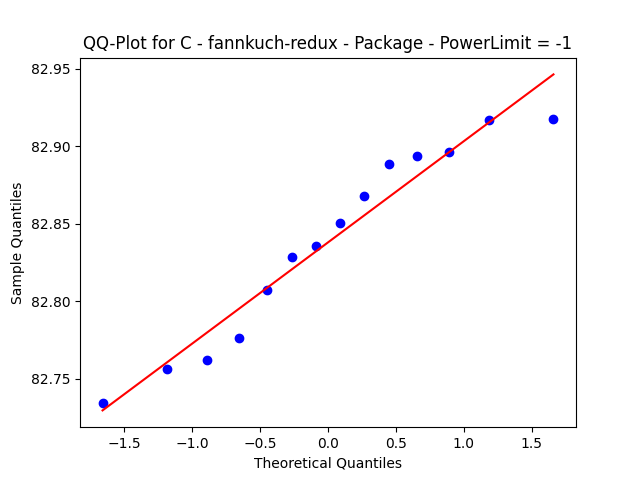 QQ-Plot for C - fannkuch-redux - Package - PowerLimit = -1
82.95
82.90
82.85
82.80
82.75
Sample Quantiles
−1.5 −1.0 −0.5 0.0 0.5 1.0 1.5
Theoretical Quantiles